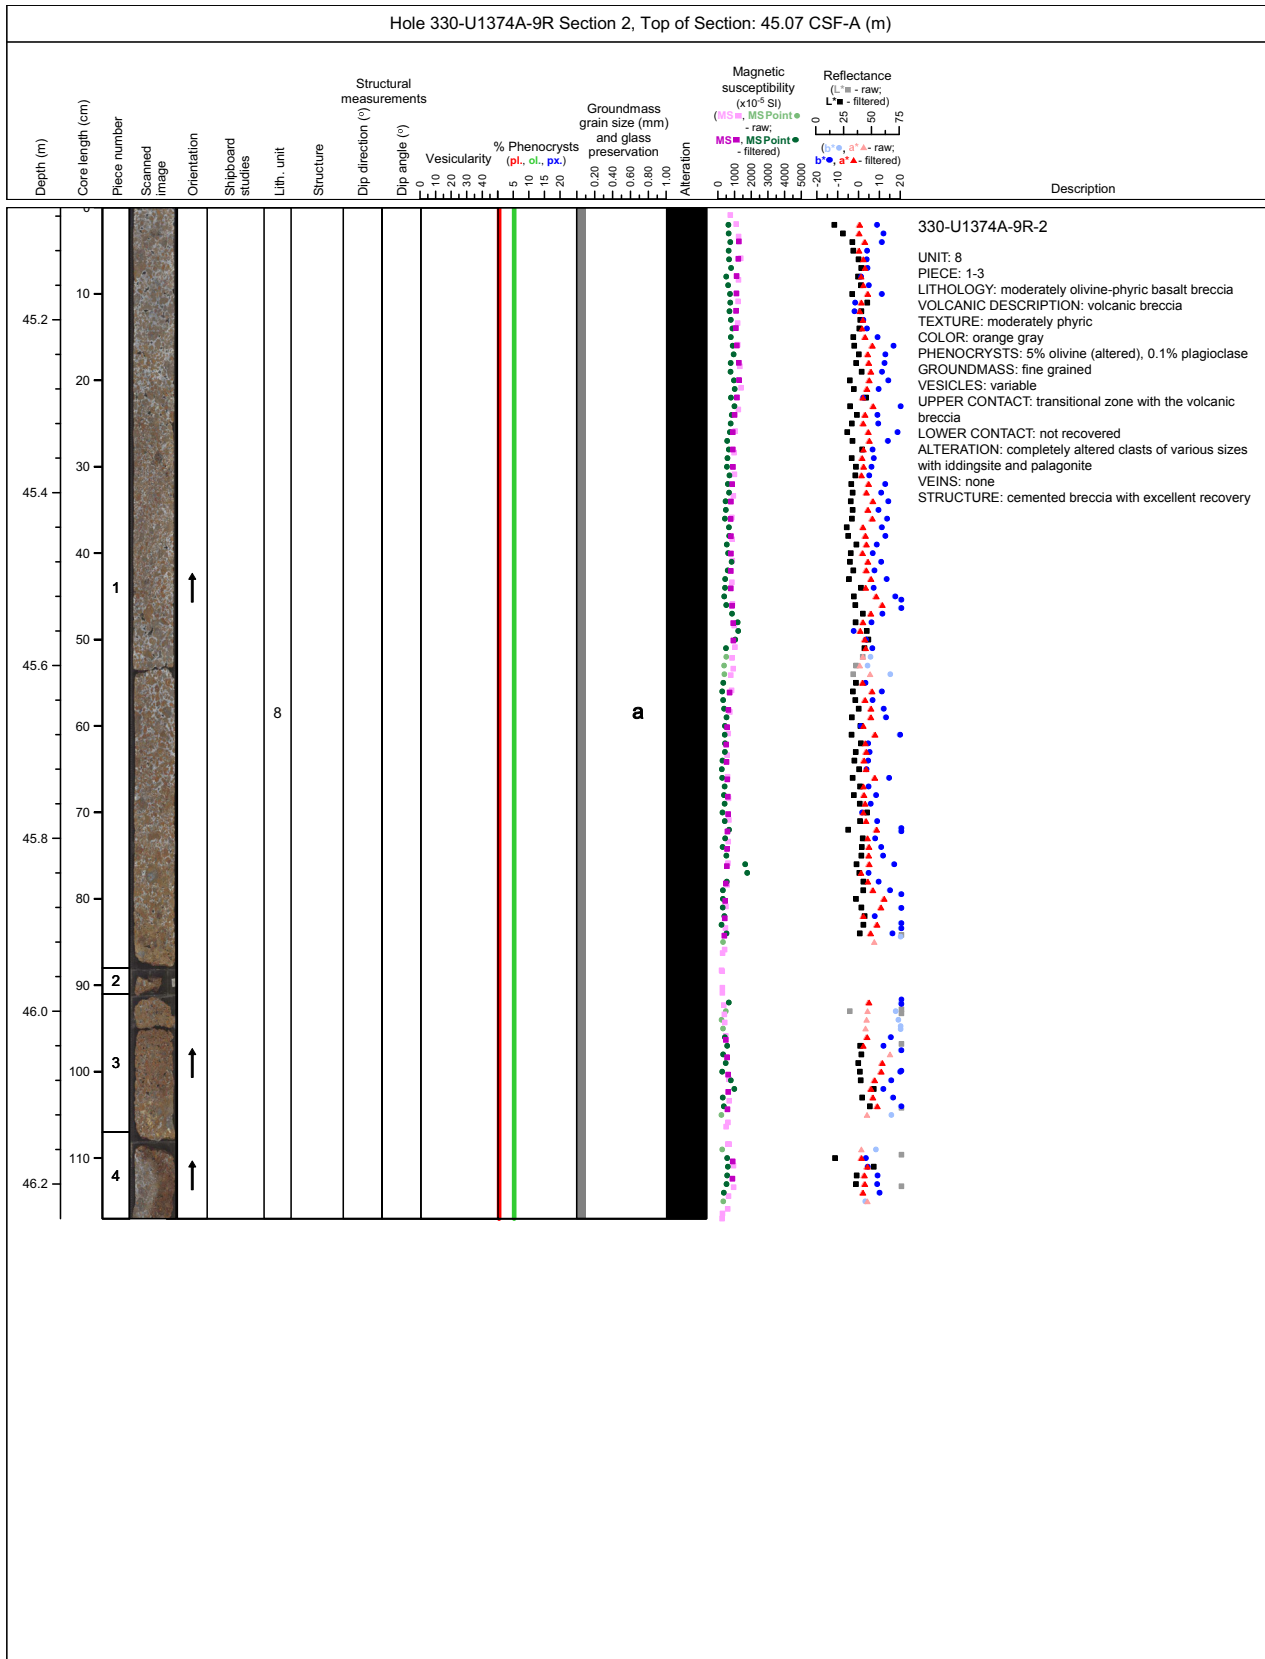 Hole 330-U1374A-9R Section 2, Top of Section: 45.07 CSF-A (m)
Depth (m)
Core length (cm)
Piece number
Scanned
image
Orientation
Shipboard
studies
Lith. unit
Structure
Structural
measurements
Dip direction (º)
Dip angle (º)
Vesicularity
0 10 20 30 40
% Phenocrysts
(pl., ol., px.)
5 10 15 20
Groundmass
grain size (mm)
and glass
preservation
0.20 0.40 0.60 0.80 1.00
Alteration
Magnetic
susceptibility
(x10⁻⁵ SI)
(MS■, MSPoint●
- raw;
MS■, MSPoint●
- filtered)
0 1000 2000 3000 4000 5000
Reflectance
(L*■ - raw;
L*■ - filtered)
0 25 50 75
(b*●, a*▲- raw;
b*●, a*▲- filtered)
-20 -10 0 10 20
Description
0
10
20
30
40
50
60
70
80
90
100
110
45.2
45.4
45.6
45.8
46.0
46.2
1
2
3
4
8
a
330-U1374A-9R-2
UNIT: 8
PIECE: 1-3
LITHOLOGY: moderately olivine-phyric basalt breccia
VOLCANIC DESCRIPTION: volcanic breccia
TEXTURE: moderately phyric
COLOR: orange gray
PHENOCRYSTS: 5% olivine (altered), 0.1% plagioclase
GROUNDMASS: fine grained
VESICLES: variable
UPPER CONTACT: transitional zone with the volcanic
breccia
LOWER CONTACT: not recovered
ALTERATION: completely altered clasts of various sizes
with iddingsite and palagonite
VEINS: none
STRUCTURE: cemented breccia with excellent recovery